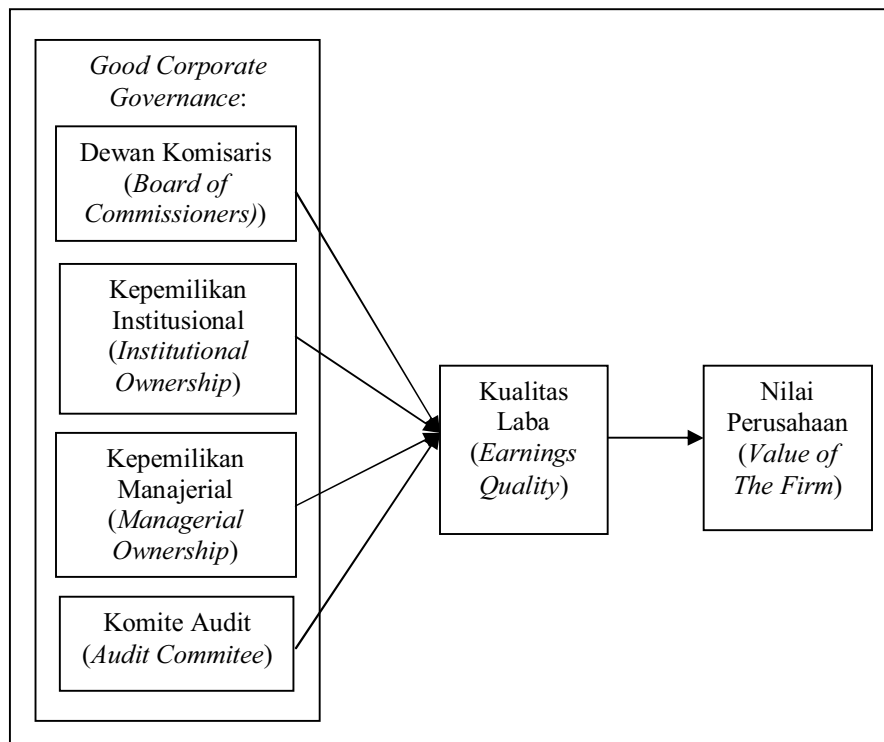 Good Corporate
Governance:
Dewan Komisaris
(Board of
Commissioners))
Kepemilikan
Institusional
(Institutional
Ownership)
Kepemilikan
Manajerial
(Managerial
Ownership)
Komite Audit
(Audit Commitee)
Kualitas
Laba
(Earnings
Quality)
Nilai
Perusahaan
(Value of
The Firm)